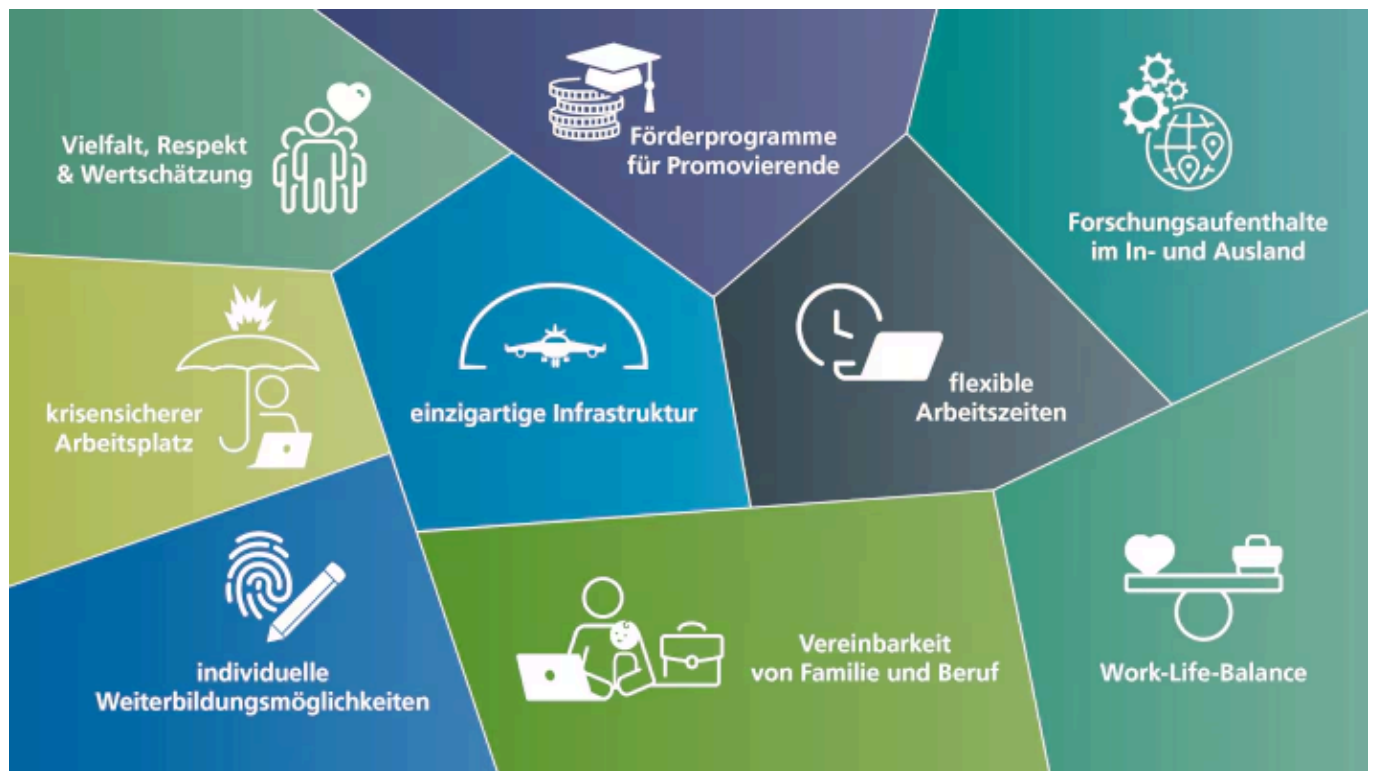 Vielfalt, Respekt
& Wertschätzung
Förderprogramme
für Promovierende
Forschungsaufenthalte
im In- und Ausland
krisensicherer
Arbeitsplatz
einzigartige Infrastruktur
flexible
Arbeitszeiten
individuelle
Weiterbildungsmöglichkeiten
Vereinbarkeit
von Familie und Beruf
Work-Life-Balance